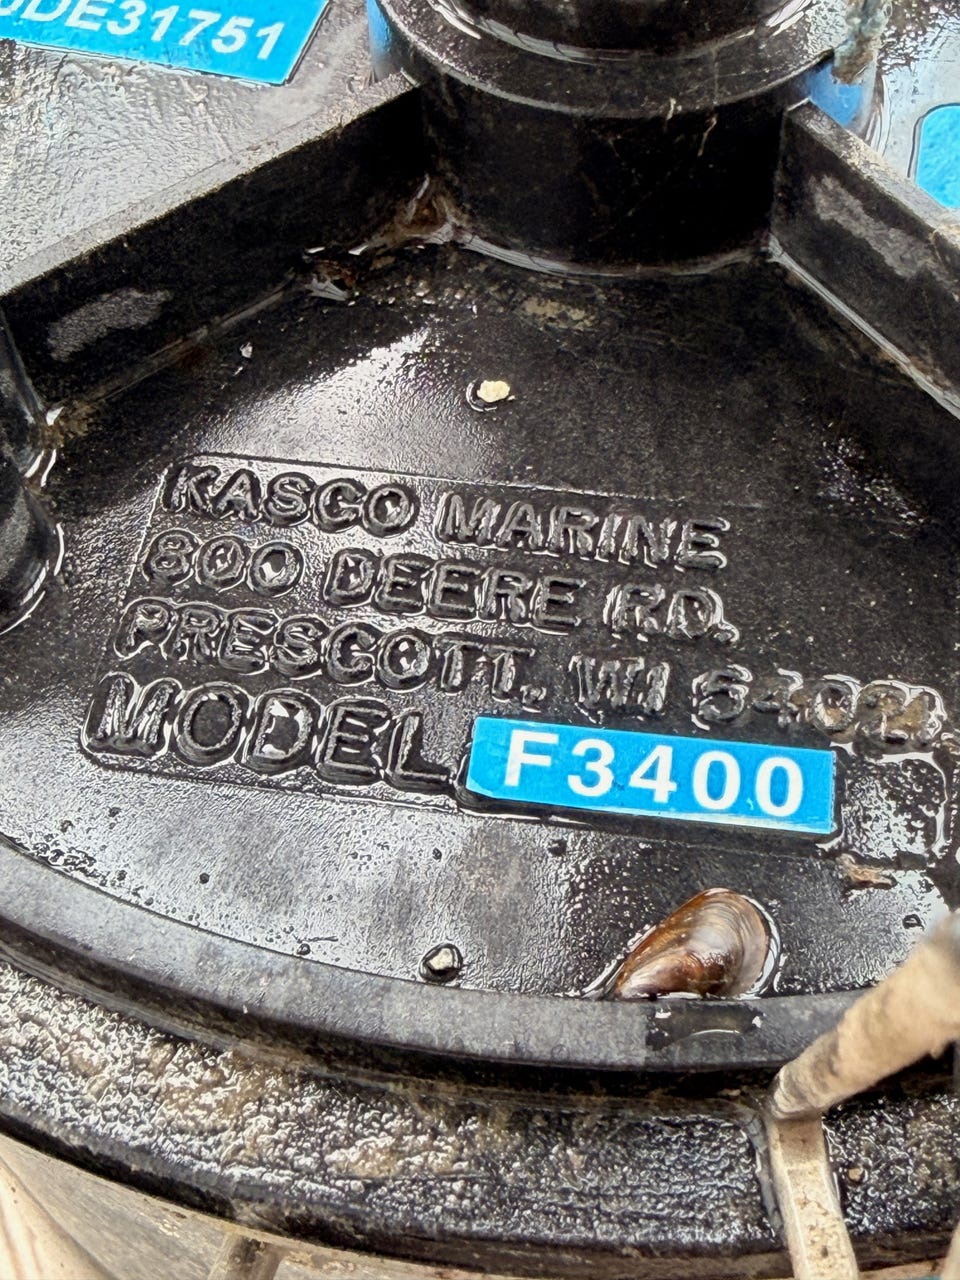 DE31751
KASCO MARINE
800 DEERE RD.
PRESCOTT, WI 54021
MODEL F3400